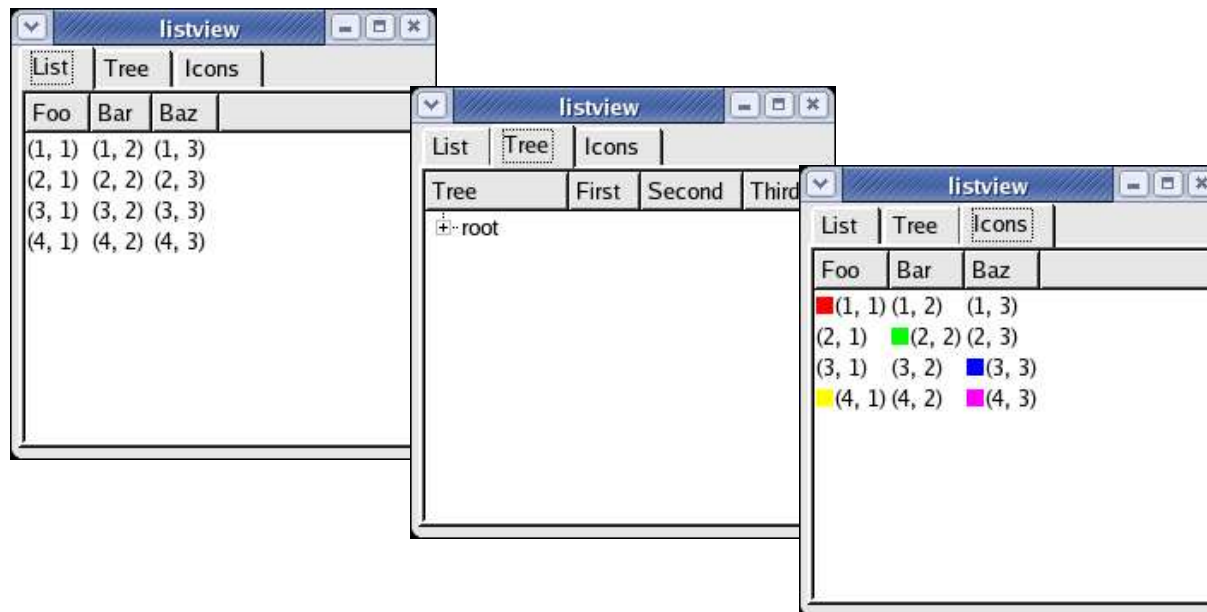 listview
List Tree Icons
Foo Bar Baz
(1, 1) (1, 2) (1, 3)
(2, 1) (2, 2) (2, 3)
(3, 1) (3, 2) (3, 3)
(4, 1) (4, 2) (4, 3)
listview
List Tree Icons
Tree First Second Third
root
listview
List Tree Icons
Foo Bar Baz
(1, 1) (1, 2) (1, 3)
(2, 1) (2, 2) (2, 3)
(3, 1) (3, 2) (3, 3)
(4, 1) (4, 2) (4, 3)